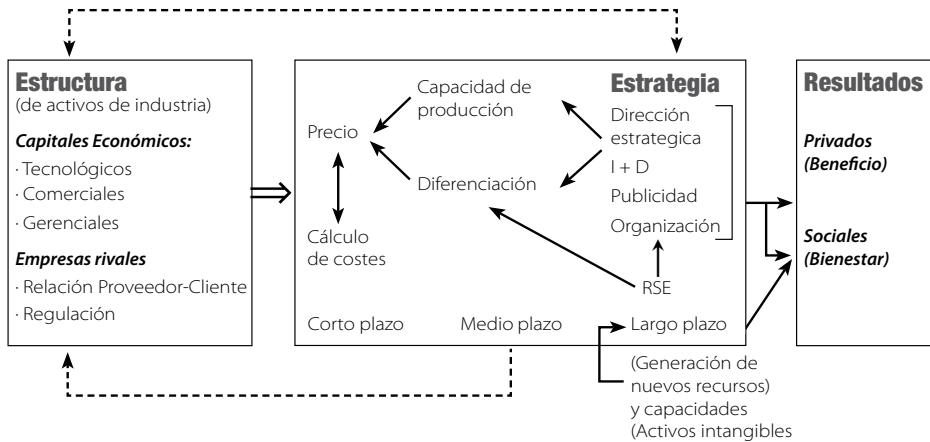 Estructura
(de activos de industria)
Capitales Económicos:
· Tecnológicos
· Comerciales
· Gerenciales
Empresas rivales
· Relación Proveedor-Cliente
· Regulación
Estrategia
Capacidad de
producción
Precio
Diferenciación
Cálculo
de costes
Dirección
estrategica
I + D
Publicidad
Organización
RSE
Corto plazo
Medio plazo
Largo plazo
(Generación de
nuevos recursos)
y capacidades
(Activos intangibles
Resultados
Privados
(Beneficio)
Sociales
(Bienestar)